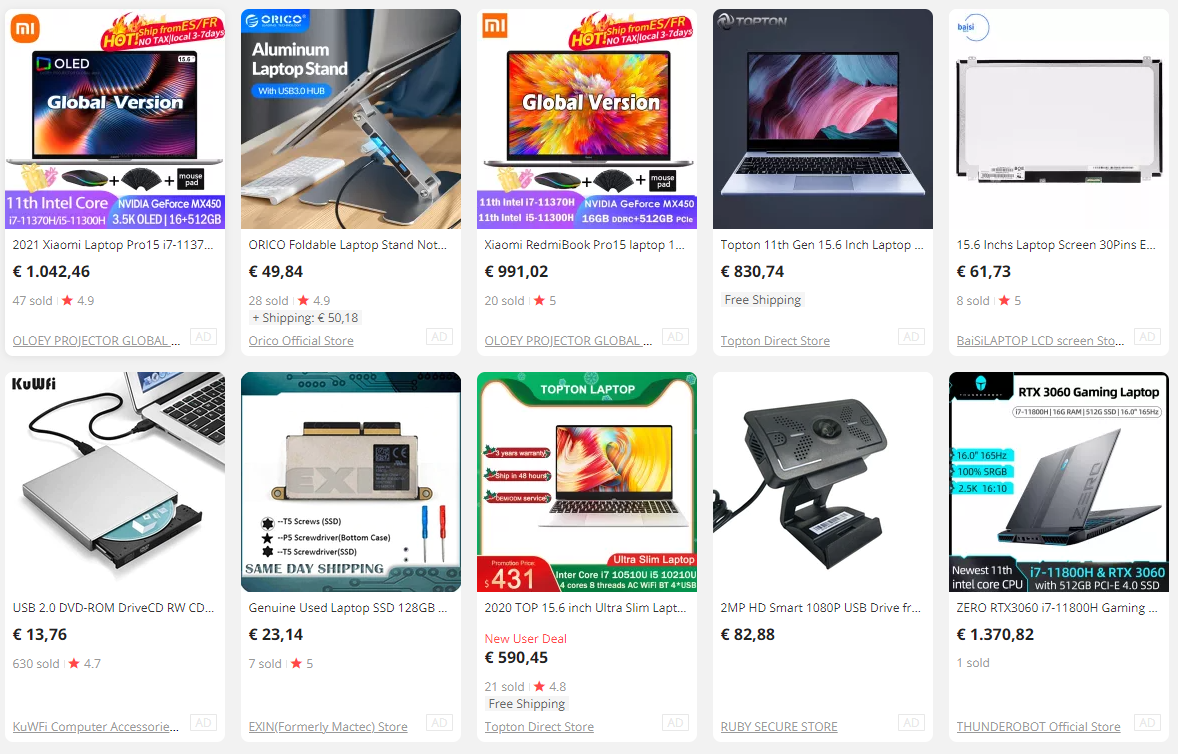 HOT!
Ship from ES/FR
NO TAX|local 3-7days
OLED
15.6
Global Version
mouse
pad
11th Intel Core
NVIDIA GeForce MX450
i7-11370H/i5-11300H
3.5K OLED | 16+512GB
2021 Xiaomi Laptop Pro15 i7-1137...
€ 1.042,46
47 sold
4.9
OLOEY PROJECTOR GLOBAL ...
AD
ORICO
Aluminum
Laptop Stand
With USB3.0 HUB
ORICO Foldable Laptop Stand Not...
€ 49,84
28 sold
4.9
+ Shipping: € 50,18
Orico Official Store
AD
HOT!
Ship from ES/FR
NO TAX|local 3-7days
Global Version
mouse
pad
11th Intel i7-11370H
NVIDIA GeForce MX450
11th Intel i5-11300H
16GB DDRC+512GB PCIe
Xiaomi RedmiBook Pro15 laptop 1...
€ 991,02
20 sold
5
OLOEY PROJECTOR GLOBAL ...
AD
TOPTON
Topton 11th Gen 15.6 Inch Laptop ...
€ 830,74
Free Shipping
Topton Direct Store
AD
baisi
15.6 Inchs Laptop Screen 30Pins E...
€ 61,73
8 sold
5
BaiSiLAPTOP LCD screen Sto...
AD
KuWFi
USB 2.0 DVD-ROM DriveCD RW CD...
€ 13,76
630 sold
4.7
KuWFi Computer Accessorie...
AD
EXIN
--T5 Screws (SSD)
--P5 Screwdriver(Bottom Case)
--T5 Screwdriver(SSD)
SAME DAY SHIPPING
Genuine Used Laptop SSD 128GB ...
€ 23,14
7 sold
5
EXIN(Formerly Mactec) Store
AD
TOPTON LAPTOP
3 years warranty
Ship in 48 hours
OEM/ODM service
Ultra Slim Laptop
Promotion Price:
$431
Inter Core i7 10510U i5 10210U
4 cores 8 threads AC WiFi BT 4*USB
2020 TOP 15.6 inch Ultra Slim Lapt...
New User Deal
€ 590,45
21 sold
4.8
Free Shipping
Topton Direct Store
AD
2MP HD Smart 1080P USB Drive fr...
€ 82,88
RUBY SECURE STORE
AD
THUNDEROBOT
RTX 3060 Gaming Laptop
i7-11800H | 16G RAM | 512G SSD | 16.0" 165Hz
16.0" 165Hz
100% SRGB
2.5K 16:10
ZERO
Newest 11th
intel core CPU
i7-11800H & RTX 3060
with 512GB PCI-E 4.0 SSD
ZERO RTX3060 i7-11800H Gaming ...
€ 1.370,82
1 sold
THUNDEROBOT Official Store
AD